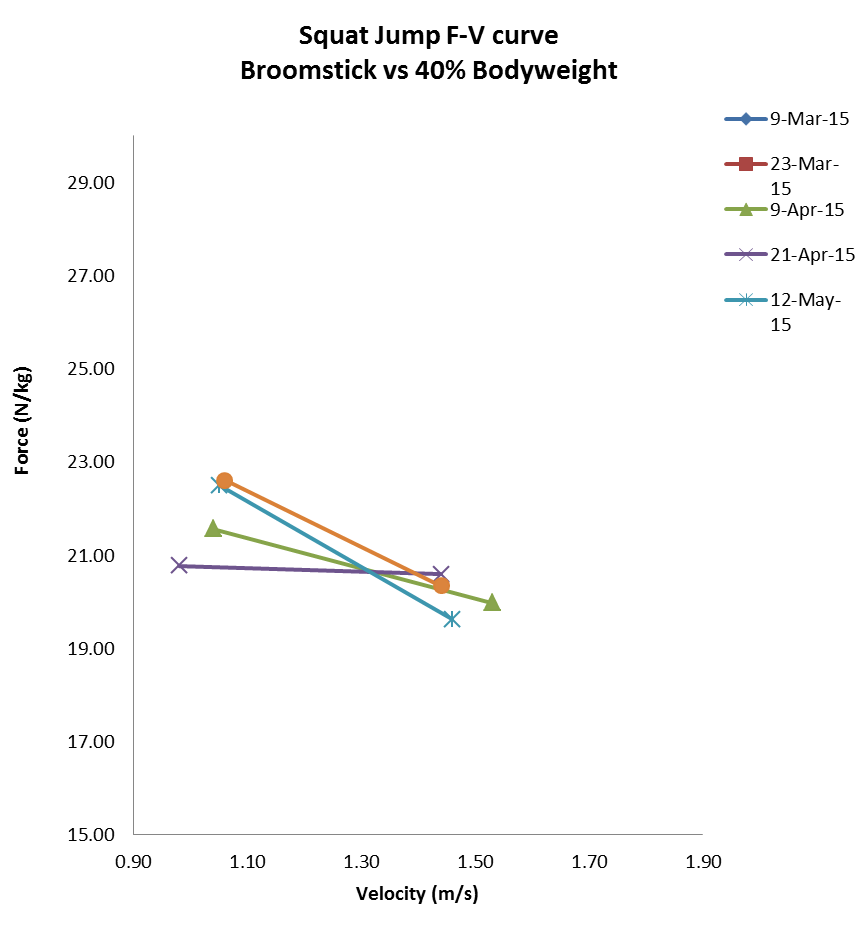 Squat Jump F-V curve
Broomstick vs 40% Bodyweight
9-Mar-15
23-Mar-
15
9-Apr-15
21-Apr-15
12-May-
15
29.00
27.00
25.00
23.00
21.00
19.00
17.00
15.00
Force (N/kg)
0.90 1.10 1.30 1.50 1.70 1.90
Velocity (m/s)